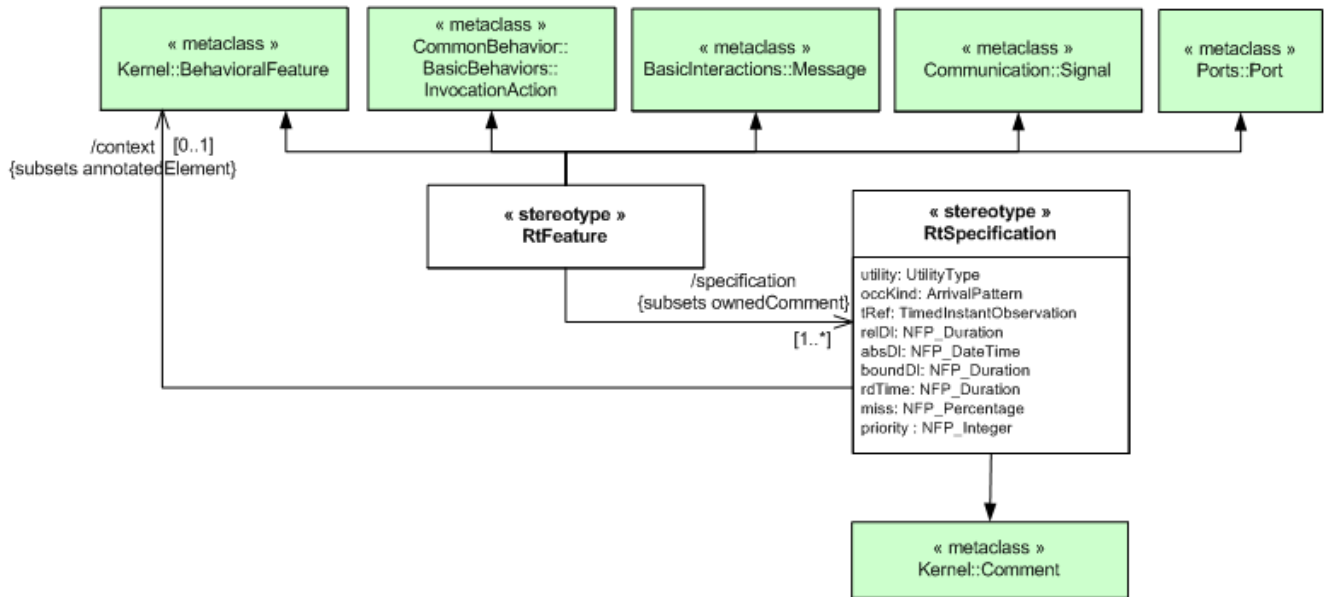 « metaclass »
Kernel::BehavioralFeature
« metaclass »
CommonBehavior::
BasicBehaviors::
InvocationAction
« metaclass »
BasicInteractions::Message
« metaclass »
Communication::Signal
« metaclass »
Ports::Port
/context [0..1]
{subsets annotatedElement}
« stereotype »
RtFeature
/specification
{subsets ownedComment}
[1..*]
« stereotype »
RtSpecification
utility: UtilityType
occKind: ArrivalPattern
tRef: TimedInstantObservation
relDl: NFP_Duration
absDl: NFP_DateTime
boundDl: NFP_Duration
rdTime: NFP_Duration
miss: NFP_Percentage
priority : NFP_Integer
« metaclass »
Kernel::Comment